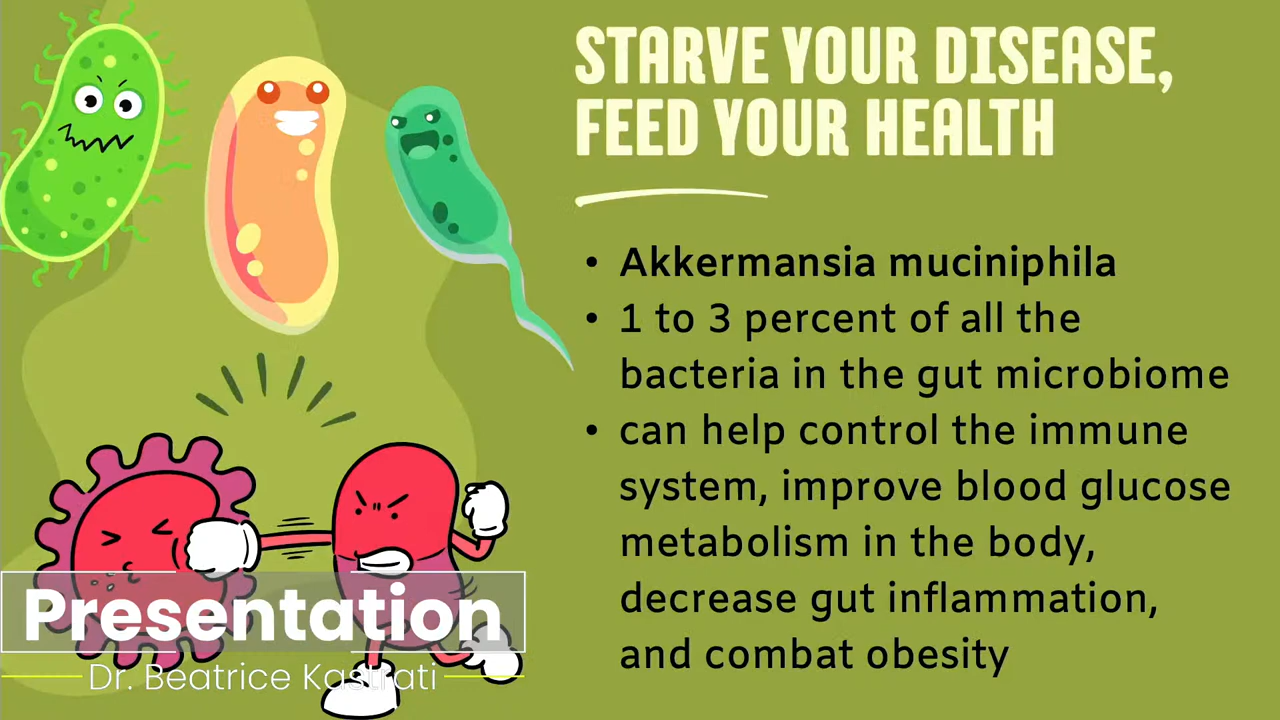 STARVE YOUR DISEASE,
FEED YOUR HEALTH
• Akkermansia muciniphila
• 1 to 3 percent of all the
bacteria in the gut microbiome
• can help control the immune
system, improve blood glucose
metabolism in the body,
decrease gut inflammation,
and combat obesity
Presentation
Dr. Beatrice Kastrati